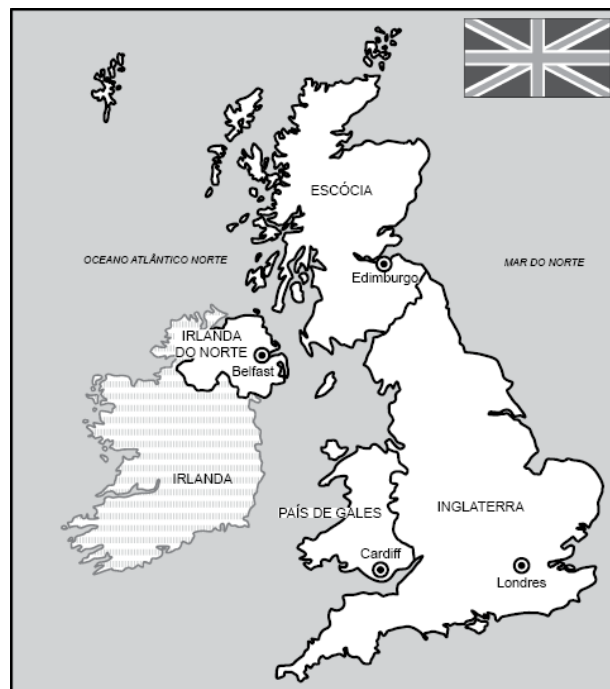 ESCÓCIA
OCEANO ATLÂNTICO NORTE
MAR DO NORTE
Edimburgo
IRLANDA
DO NORTE
Belfast
IRLANDA
PAÍS DE GALES
INGLATERRA
Cardiff
Londres